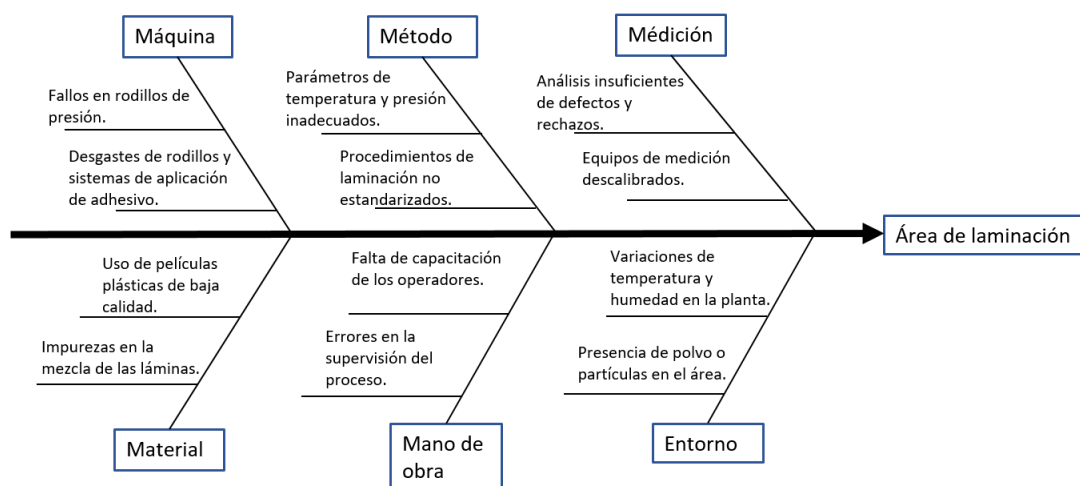 Máquina
Método
Médición
Fallos en rodillos de
presión.
Desgastes de rodillos y
sistemas de aplicación
de adhesivo.
Parámetros de
temperatura y presión
inadecuados.
Procedimientos de
laminación no
estandarizados.
Análisis insuficientes
de defectos y
rechazos.
Equipos de medición
descalibrados.
Área de laminación
Uso de películas
plásticas de baja
calidad.
Impurezas en la
mezcla de las láminas.
Falta de capacitación
de los operadores.
Errores en la
supervisión del
proceso.
Variaciones de
temperatura y
humedad en la planta.
Presencia de polvo o
partículas en el área.
Material
Mano de
obra
Entorno